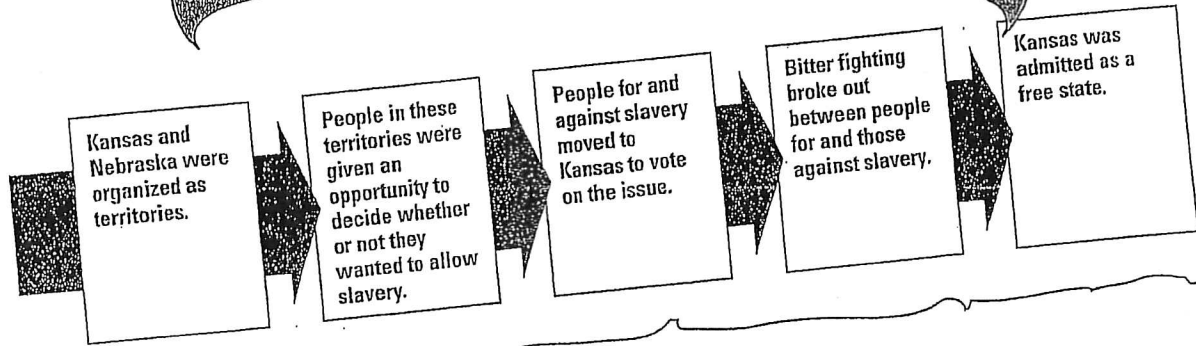 Kansas and
Nebraska were
organized as
territories.
People in these
territories were
given an
opportunity to
decide whether
or not they
wanted to allow
slavery.
People for and
against slavery
moved to
Kansas to vote
on the issue.
Bitter fighting
broke out
between people
for and those
against slavery.
Kansas was
admitted as a
free state.